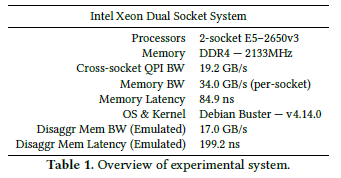 Intel Xeon Dual Socket System
Processors 2-socket E5–2650v3
Memory DDR4 — 2133MHz
Cross-socket QPI BW 19.2 GB/s
Memory BW 34.0 GB/s (per-socket)
Memory Latency 84.9 ns
OS & Kernel Debian Buster — v4.14.0
Disaggr Mem BW (Emulated) 17.0 GB/s
Disaggr Mem Latency (Emulated) 199.2 ns
Table 1. Overview of experimental system.